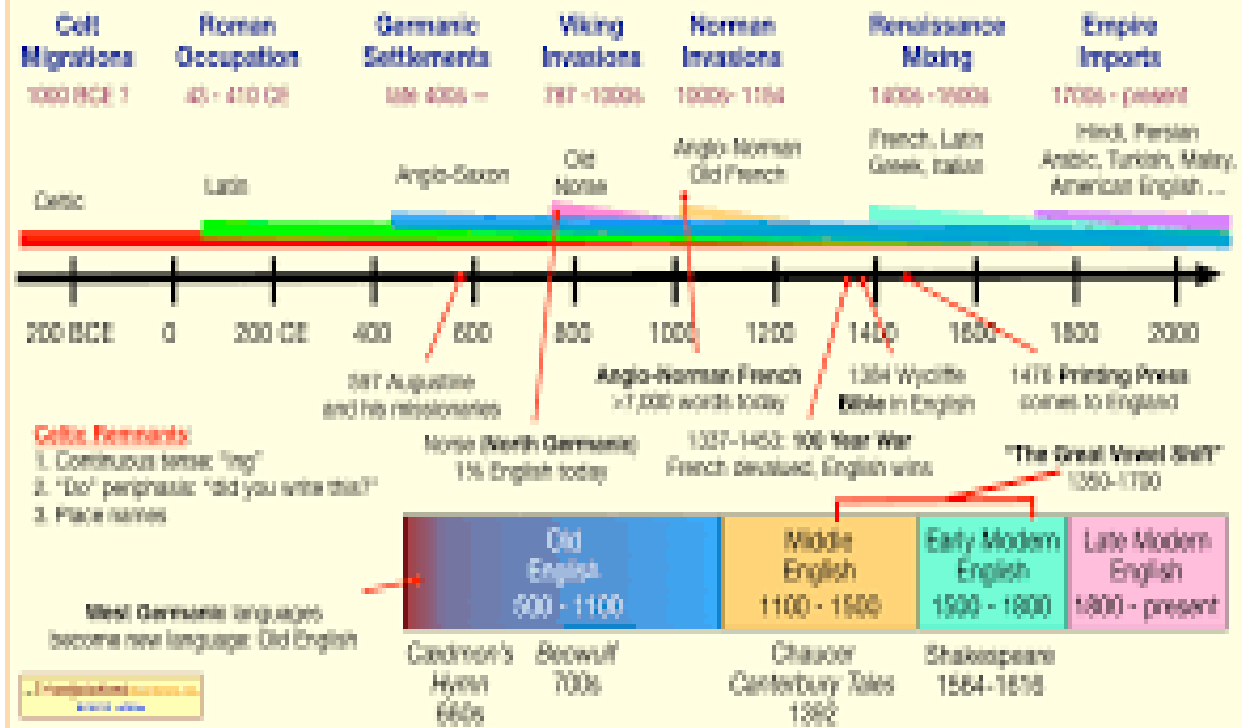 Celt
Migrations
1000 BCE ?
Roman
Occupation
43 - 410 CE
Germanic
Settlements
late 400s –
Viking
Invasions
787 -1000s
Norman
Invasions
1000s- 1154
Renaissance
Mixing
1400s -1600s
Empire
Imports
1700s - present
Celtic
Latin
Anglo-Saxon
Old
Norse
Anglo-Norman
Old French
French, Latin
Greek, Italian
Hindi, Persian
Arabic, Turkish, Malay,
American English ...
200 BCE 0 200 CE 400 600 800 1000 1200 1400 1600 1800 2000
597 Augustine
and his missionaries
Norse (North Germanic)
1% English today
Anglo-Norman French
>7,000 words today
1337-1453: 100 Year War
French devalued, English wins
1384 Wycliffe
Bible in English
1476 Printing Press
comes to England
"The Great Vowel Shift"
1350-1700
Celtic Remnants:
1. Continuous tense: "ing"
2. "Do" periphasis: "did you write this?"
3. Place names
Old
English
500 - 1100
Middle
English
1100 - 1500
Early Modern
English
1500 - 1800
Late Modern
English
1800 - present
West Germanic languages
become new language: Old English
Cædmon's
Hymn
660s
Beowulf
700s
Chaucer
Canterbury Tales
1392
Shakespeare
1564-1616